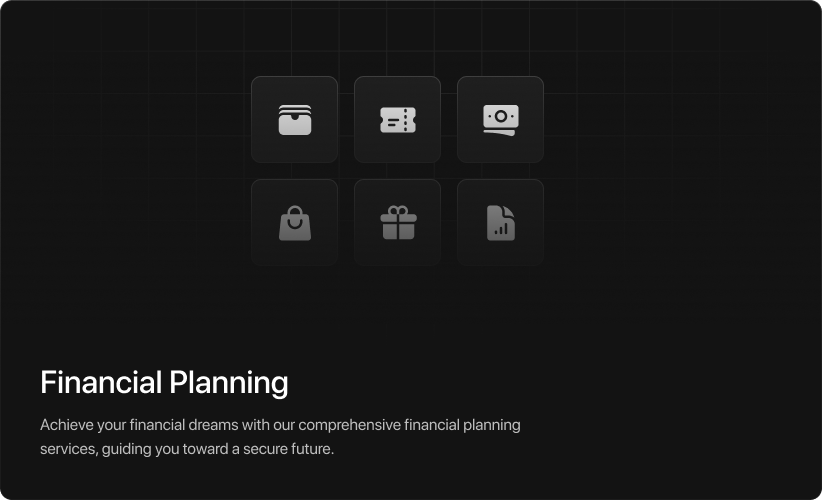 Financial Planning
Achieve your financial dreams with our comprehensive financial planning
services, guiding you toward a secure future.